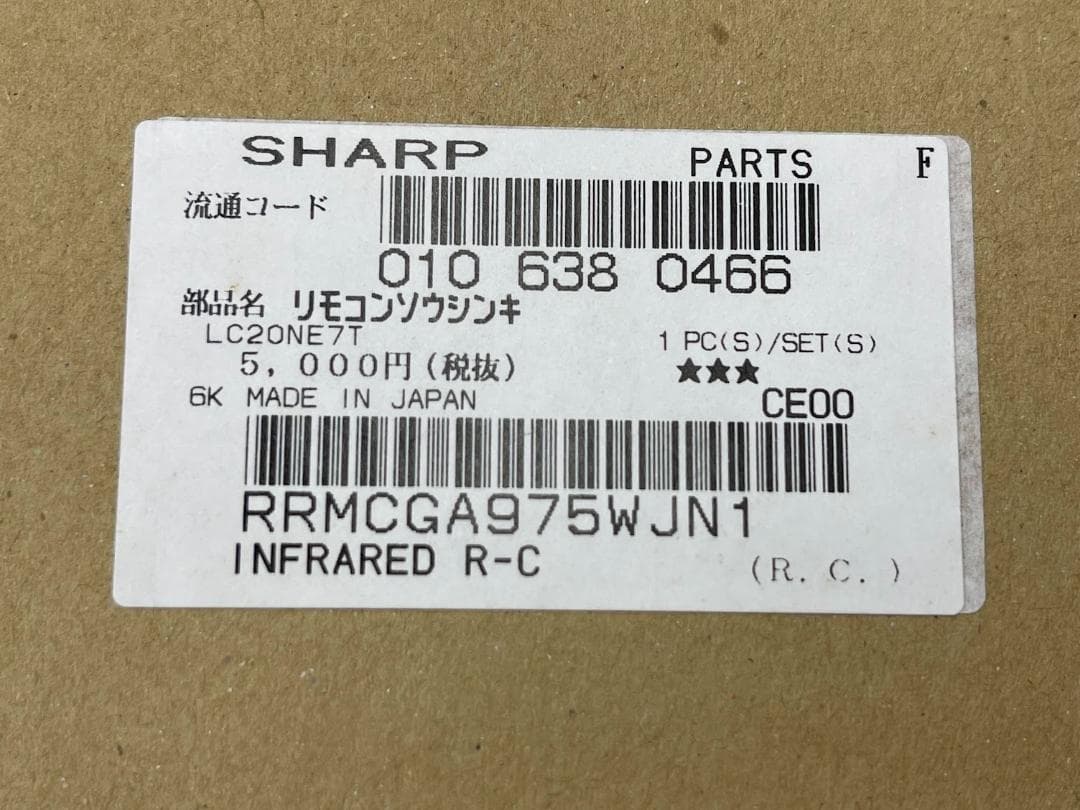 SHARP PARTS F
流通コード
010 638 0466
部品名 リモコンソウシンキ
LC20NE7T 1 PC(S)/SET(S)
5,000円(税抜) ★★★
6K MADE IN JAPAN CE00
RRMCGA975WJN1
INFRARED R-C (R. C. )